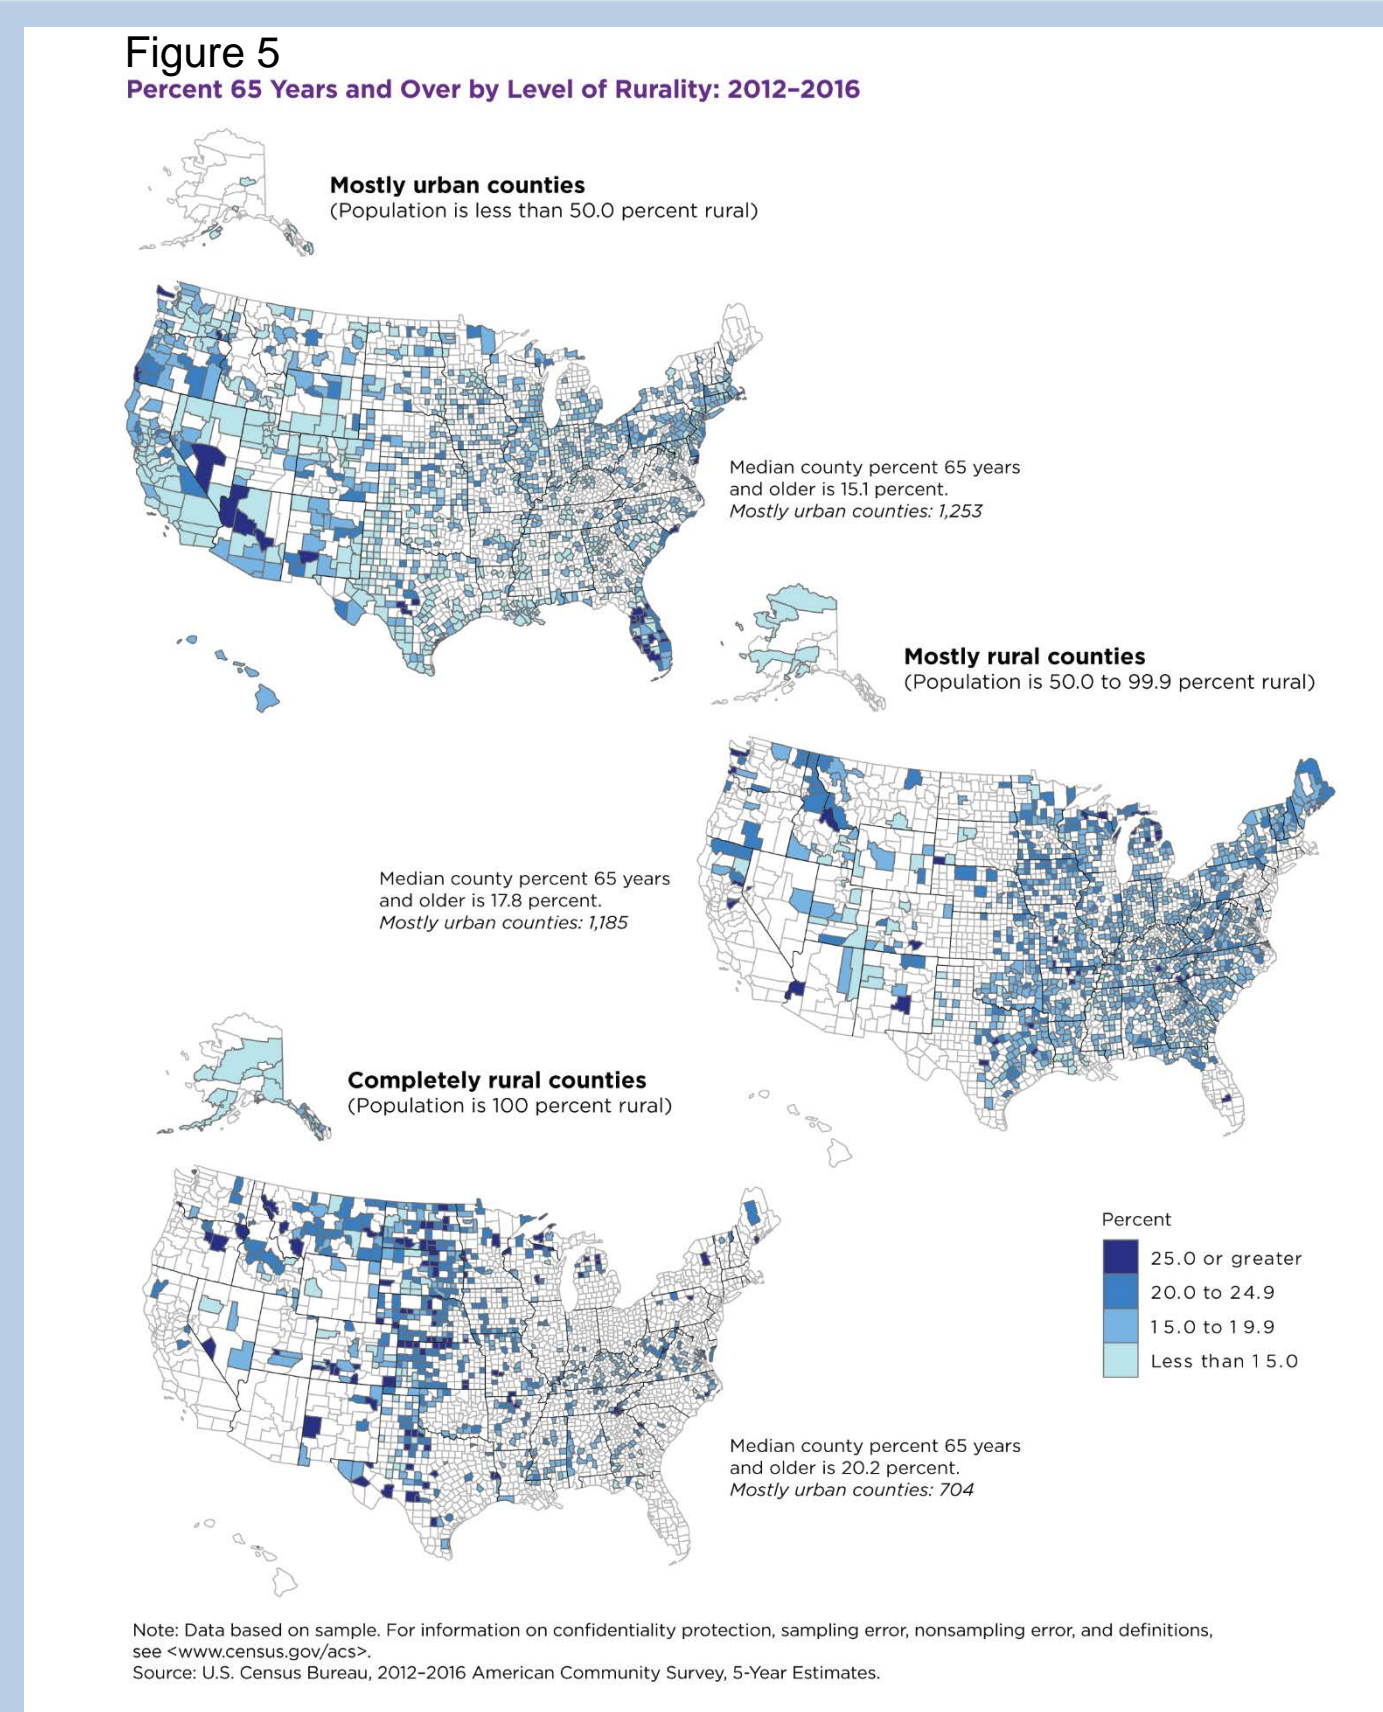 Figure 5
Percent 65 Years and Over by Level of Rurality: 2012–2016
Mostly urban counties
(Population is less than 50.0 percent rural)
Median county percent 65 years
and older is 15.1 percent.
Mostly urban counties: 1,253
Mostly rural counties
(Population is 50.0 to 99.9 percent rural)
Median county percent 65 years
and older is 17.8 percent.
Mostly urban counties: 1,185
Completely rural counties
(Population is 100 percent rural)
Percent
25.0 or greater
20.0 to 24.9
15.0 to 19.9
Less than 15.0
Median county percent 65 years
and older is 20.2 percent.
Mostly urban counties: 704
Note: Data based on sample. For information on confidentiality protection, sampling error, nonsampling error, and definitions,
see <www.census.gov/acs>.
Source: U.S. Census Bureau, 2012–2016 American Community Survey, 5-Year Estimates.